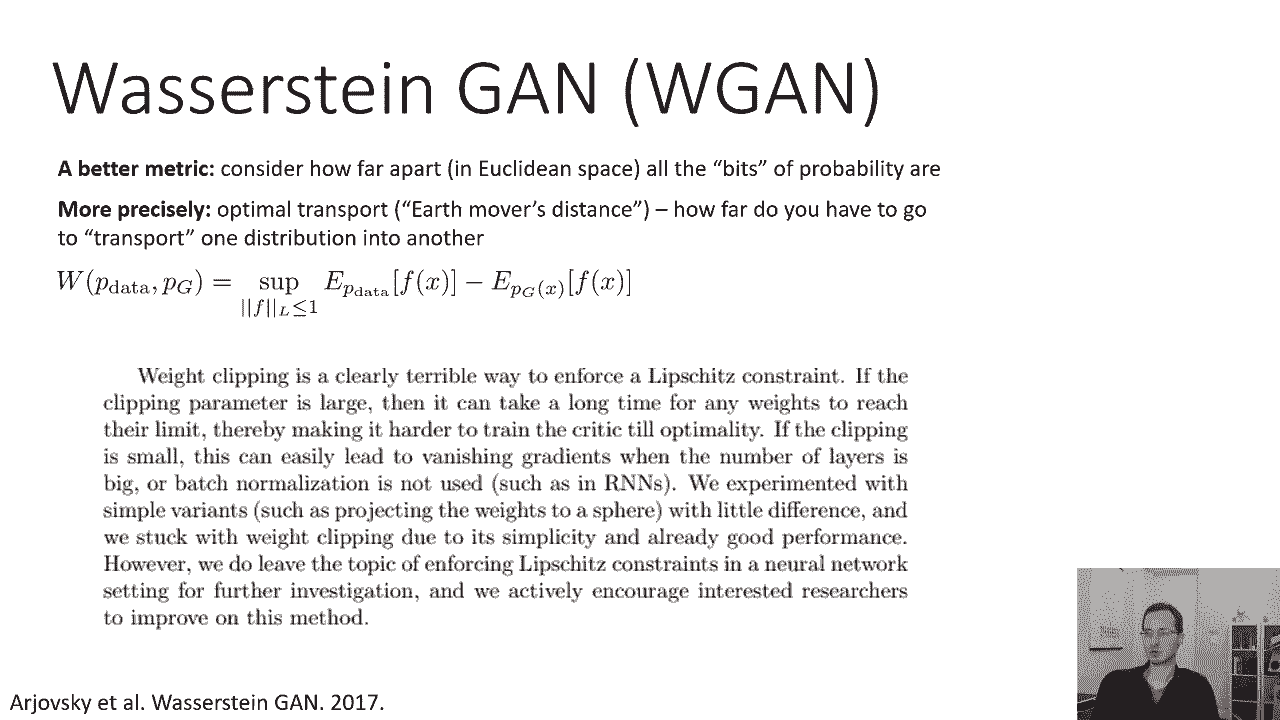 Wasserstein GAN (WGAN)
A better metric: consider how far apart (in Euclidean space) all the “bits” of probability are
More precisely: optimal transport (“Earth mover’s distance”) – how far do you have to go
to “transport” one distribution into another
W(p_data, p_G) = sup_{||f||_L≤1} E_{p_data}[f(x)] − E_{p_G(x)}[f(x)]
Weight clipping is a clearly terrible way to enforce a Lipschitz constraint. If the
clipping parameter is large, then it can take a long time for any weights to reach
their limit, thereby making it harder to train the critic till optimality. If the clipping
is small, this can easily lead to vanishing gradients when the number of layers is
big, or batch normalization is not used (such as in RNNs). We experimented with
simple variants (such as projecting the weights to a sphere) with little difference, and
we stuck with weight clipping due to its simplicity and already good performance.
However, we do leave the topic of enforcing Lipschitz constraints in a neural network
setting for further investigation, and we actively encourage interested researchers
to improve on this method.
Arjovsky et al. Wasserstein GAN. 2017.